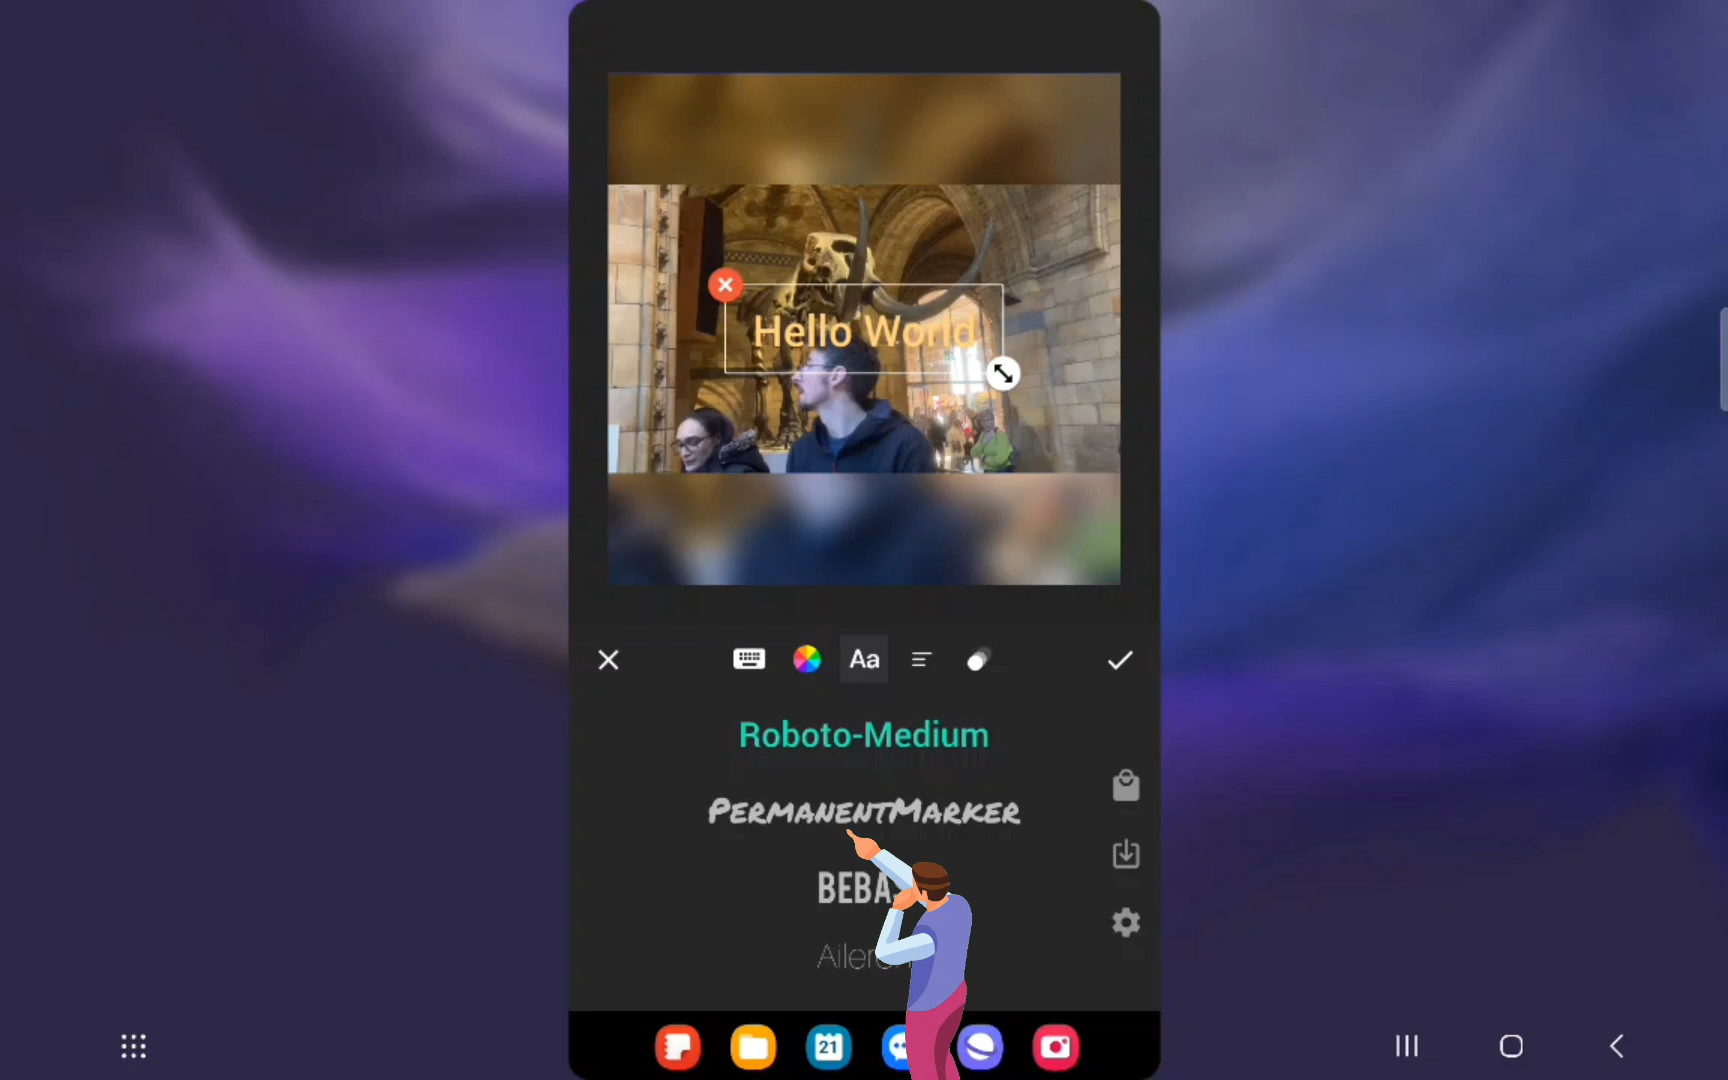 Hello World
Aa
Roboto-Medium
PERMANENTMARKER
21